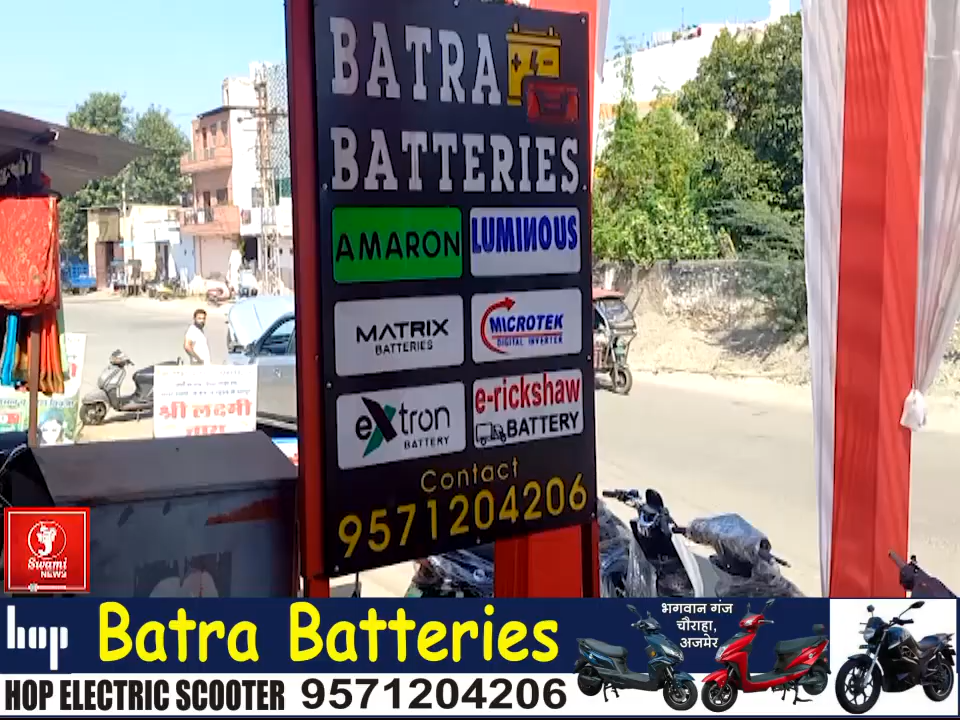 BATRA
BATTERIES
AMARON
LUMINOUS
MATRIX
BATTERIES
MICROTEK
DIGITAL INVERTER
extron
BATTERY
e-rickshaw
BATTERY
Contact
9571204206
श्री लक्ष्मी
Swami
NEWS
hop
Batra Batteries
भगवान गंज
चौराहा,
अजमेर
HOP ELECTRIC SCOOTER 9571204206